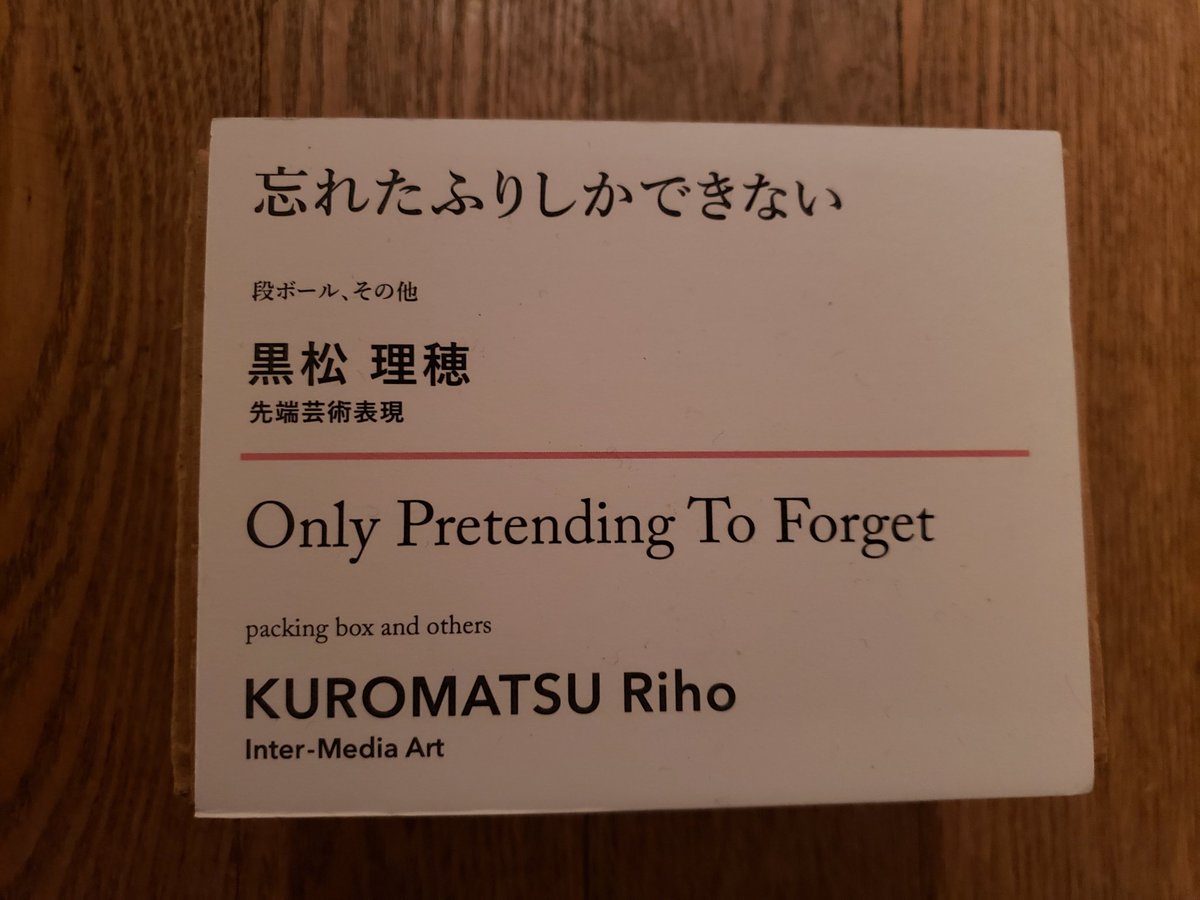 忘れたふりしかできない
段ボール、その他
黒松 理穂
先端芸術表現
Only Pretending To Forget
packing box and others
KUROMATSU Riho
Inter-Media Art